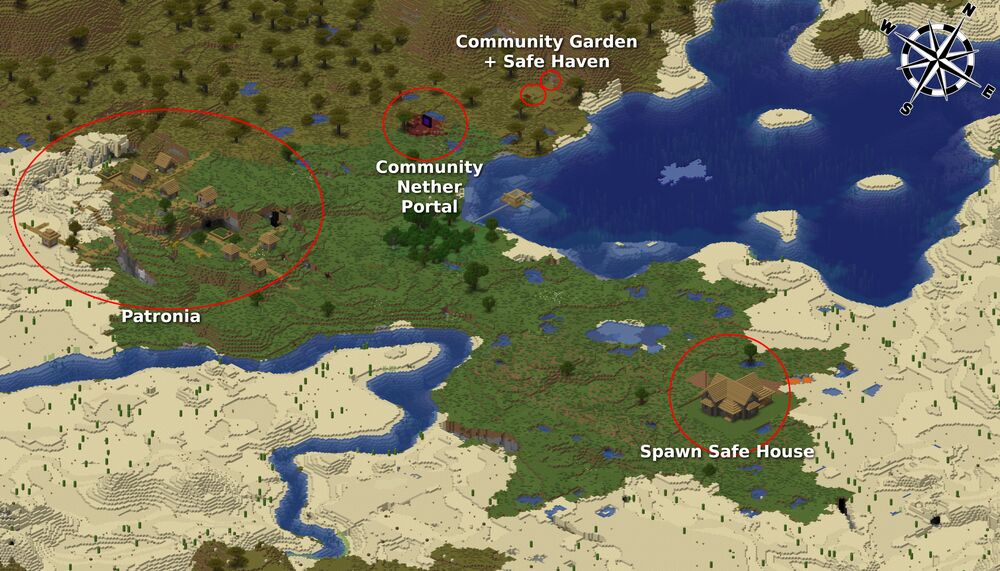 N
W
E
S
Community Garden
+ Safe Haven
Community
Nether
Portal
Patronia
Spawn Safe House